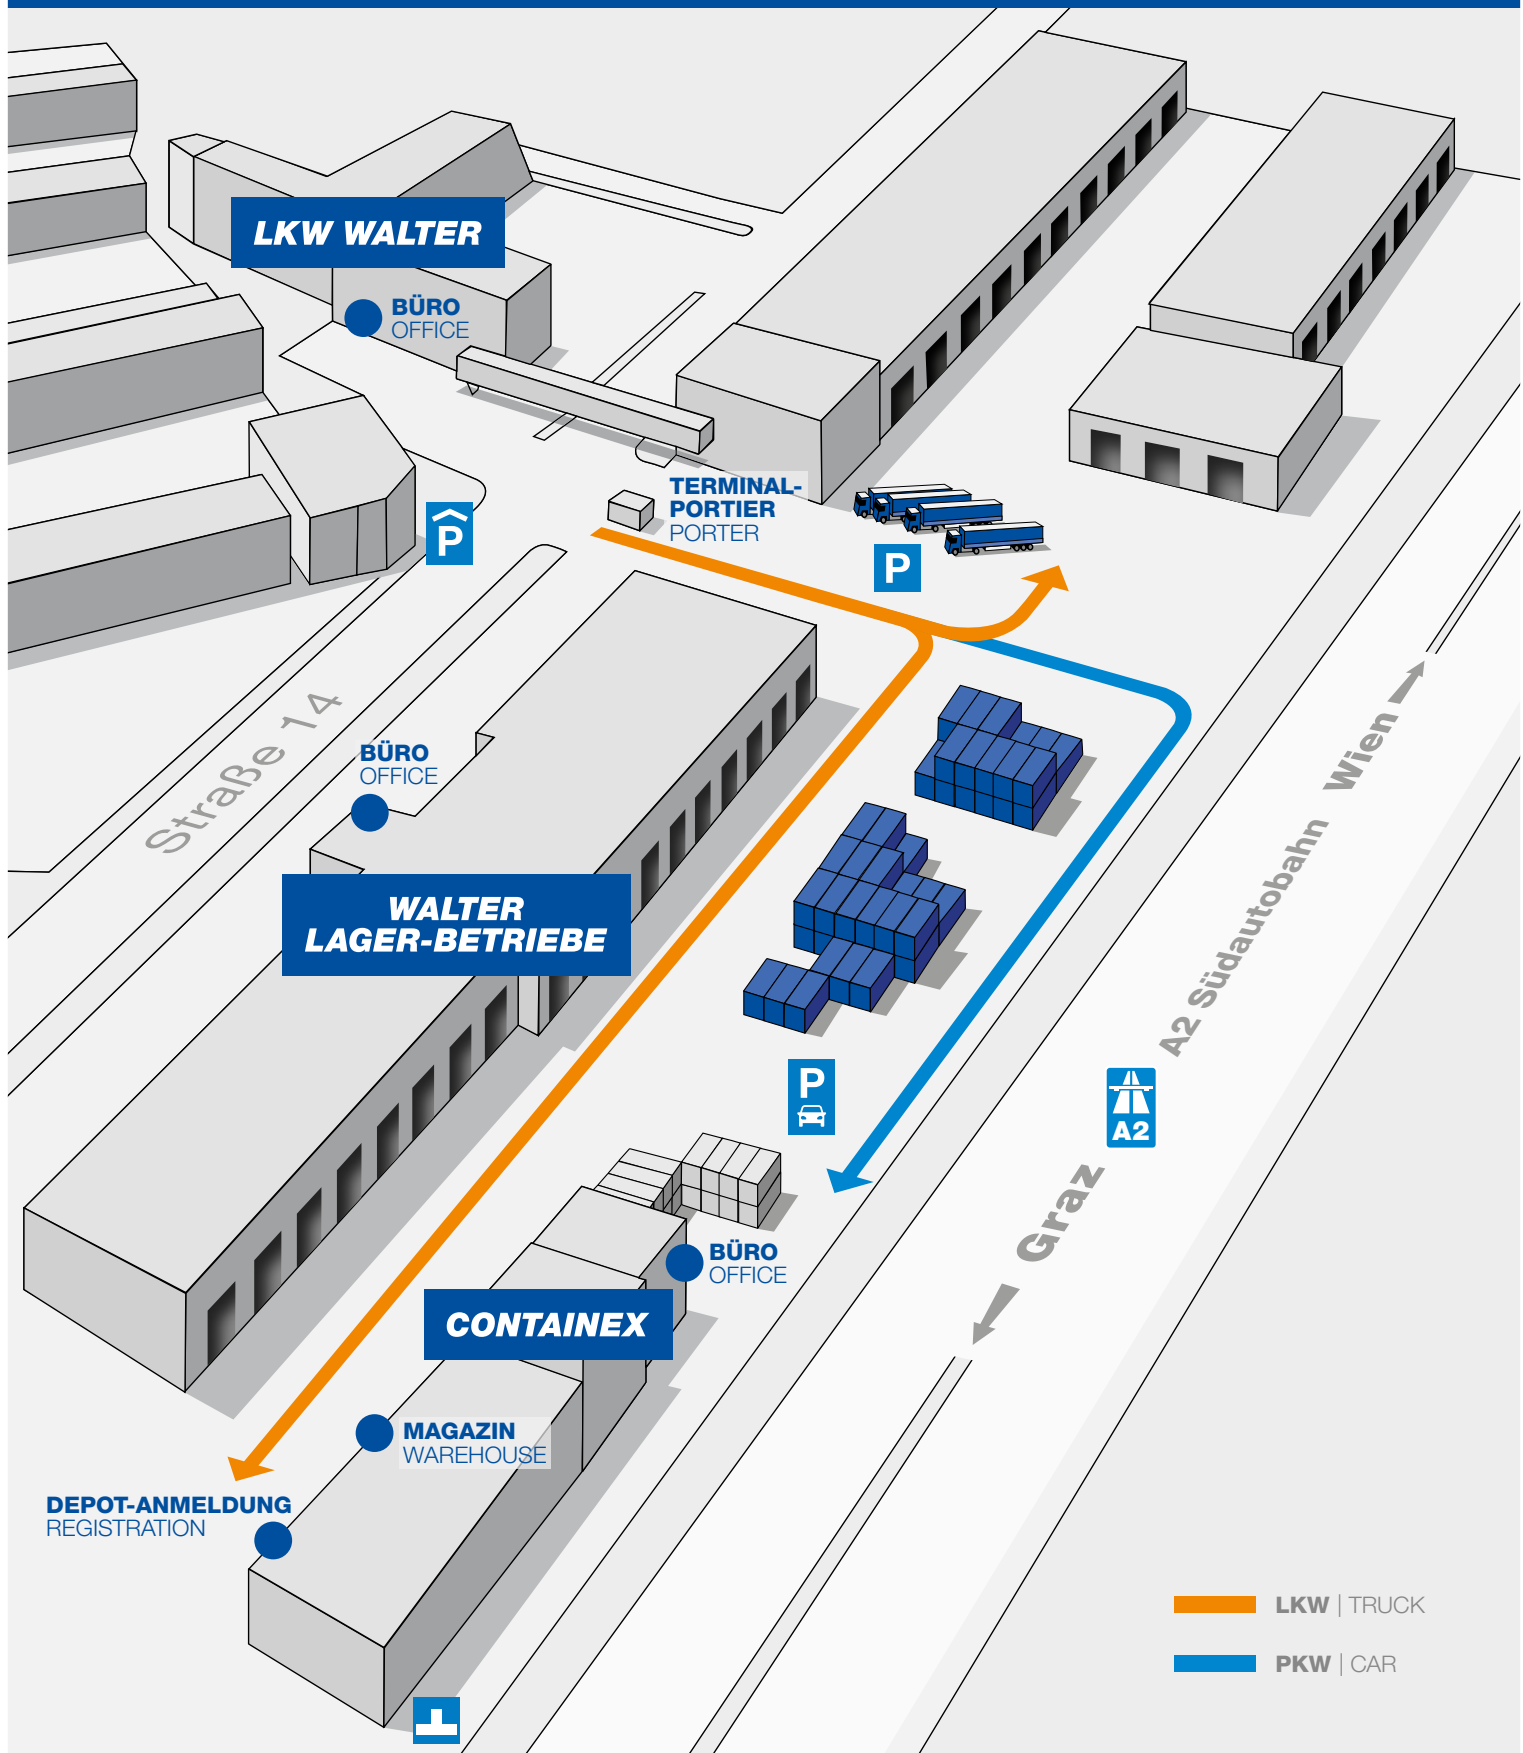 LKW WALTER
BÜRO
OFFICE
TERMINAL-
PORTIER
PORTER
P
P
Straße 14
BÜRO
OFFICE
WALTER
LAGER-BETRIEBE
Wien
A2 Südautobahn
P
A2
Graz
BÜRO
OFFICE
CONTAINEX
MAGAZIN
WAREHOUSE
DEPOT-ANMELDUNG
REGISTRATION
LKW | TRUCK
PKW | CAR